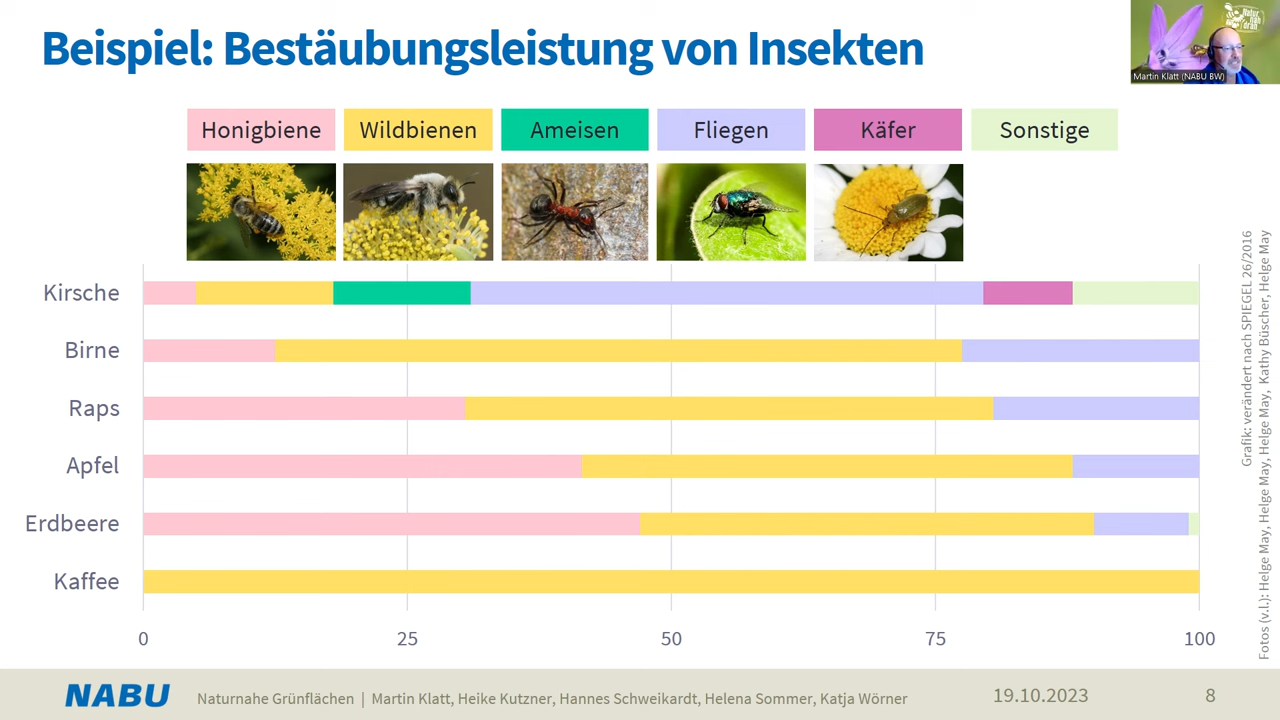 Beispiel: Bestäubungsleistung von Insekten
Natur
nah
dran
Martin Klatt (NABU BW)
Honigbiene
Wildbienen
Ameisen
Fliegen
Käfer
Sonstige
Kirsche
Birne
Raps
Apfel
Erdbeere
Kaffee
0
25
50
75
100
Grafik: verändert nach SPIEGEL 26/2016
Fotos (v.l.): Helge May, Helge May, Helge May, Kathy Büscher, Helge May
NABU
Naturnahe Grünflächen | Martin Klatt, Heike Kutzner, Hannes Schweikardt, Helena Sommer, Katja Wörner
19.10.2023
8